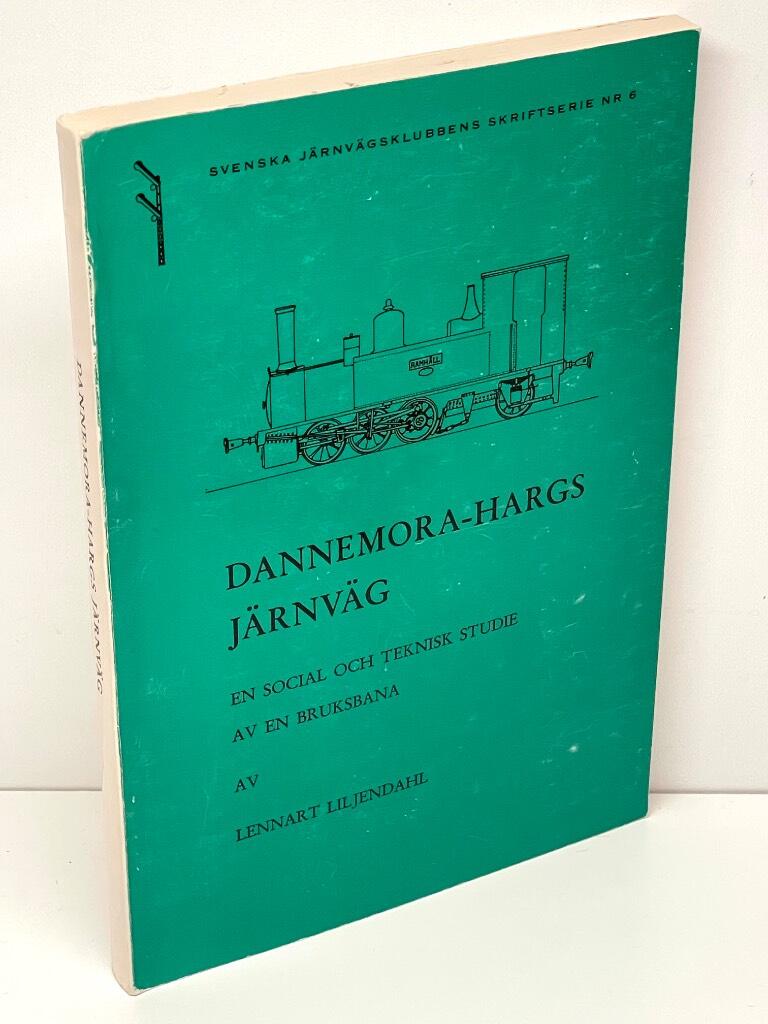 SVENSKA JÄRNVÄGSKLUBBENS SKRIFTSERIE NR 6
RAMHÄLL
DANNEMORA-HARGS
JÄRNVÄG
EN SOCIAL OCH TEKNISK STUDIE
AV EN BRUKSBANA
AV
LENNART LILJENDAHL
DANNEMORA-HARGS JÄRNVÄG